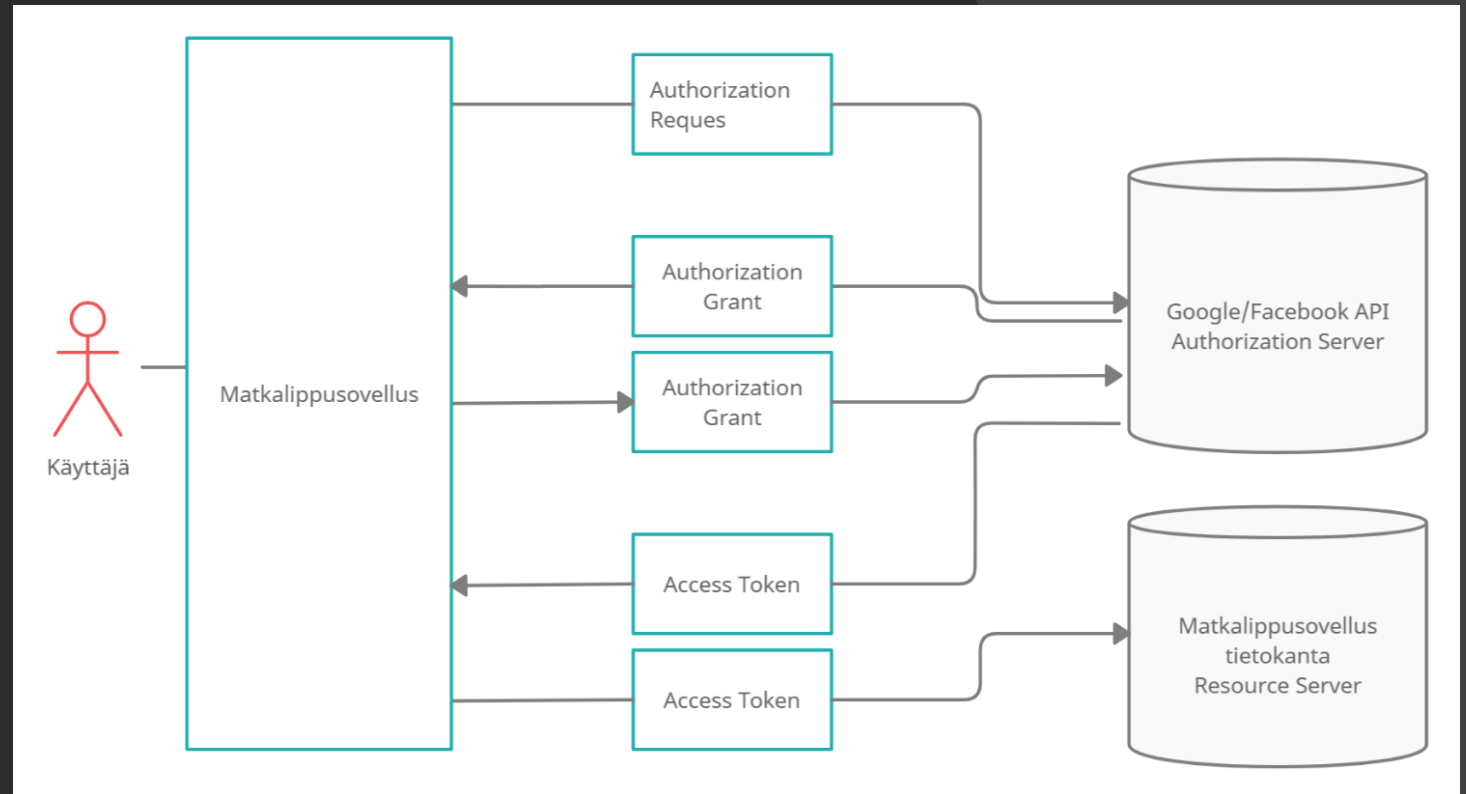 Authorization
Reques
Authorization
Grant
Google/Facebook API
Authorization Server
Authorization
Grant
Matkalippusovellus
Käyttäjä
Access Token
Matkalippusovellus
tietokanta
Resource Server
Access Token